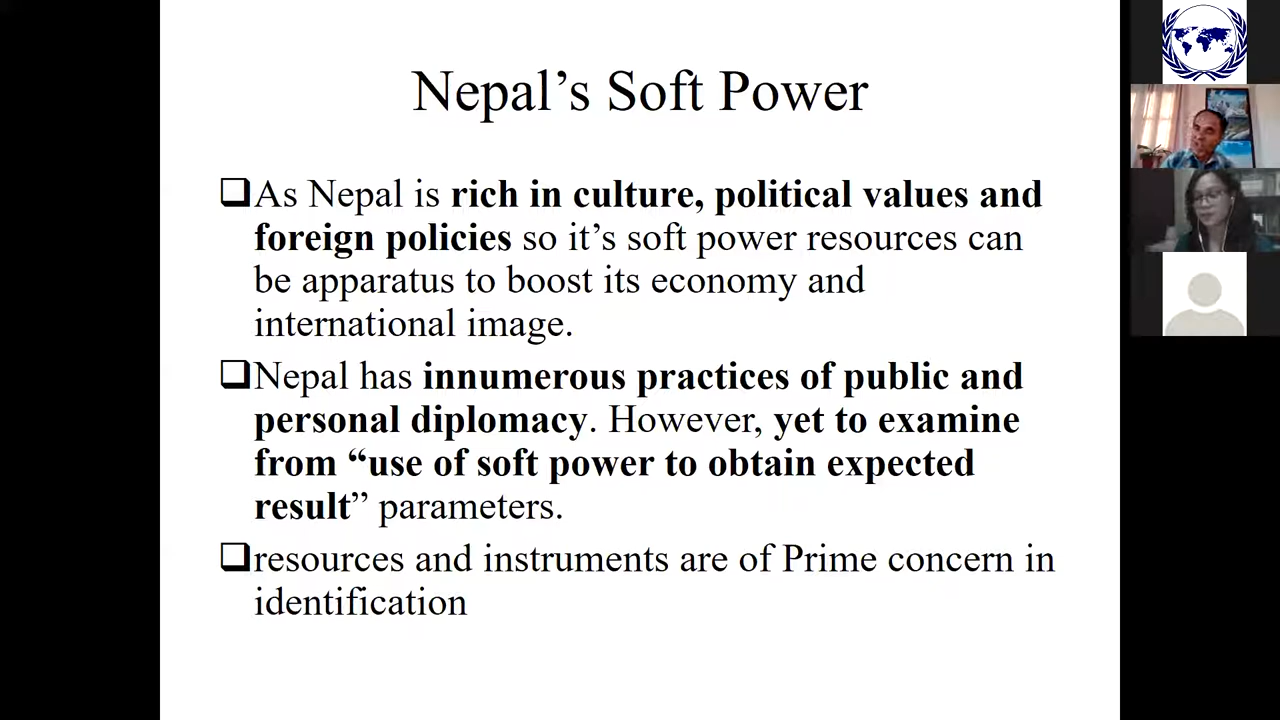 Nepal’s Soft Power
❑As Nepal is rich in culture, political values and
foreign policies so it’s soft power resources can
be apparatus to boost its economy and
international image.
❑Nepal has innumerous practices of public and
personal diplomacy. However, yet to examine
from “use of soft power to obtain expected
result” parameters.
❑resources and instruments are of Prime concern in
identification